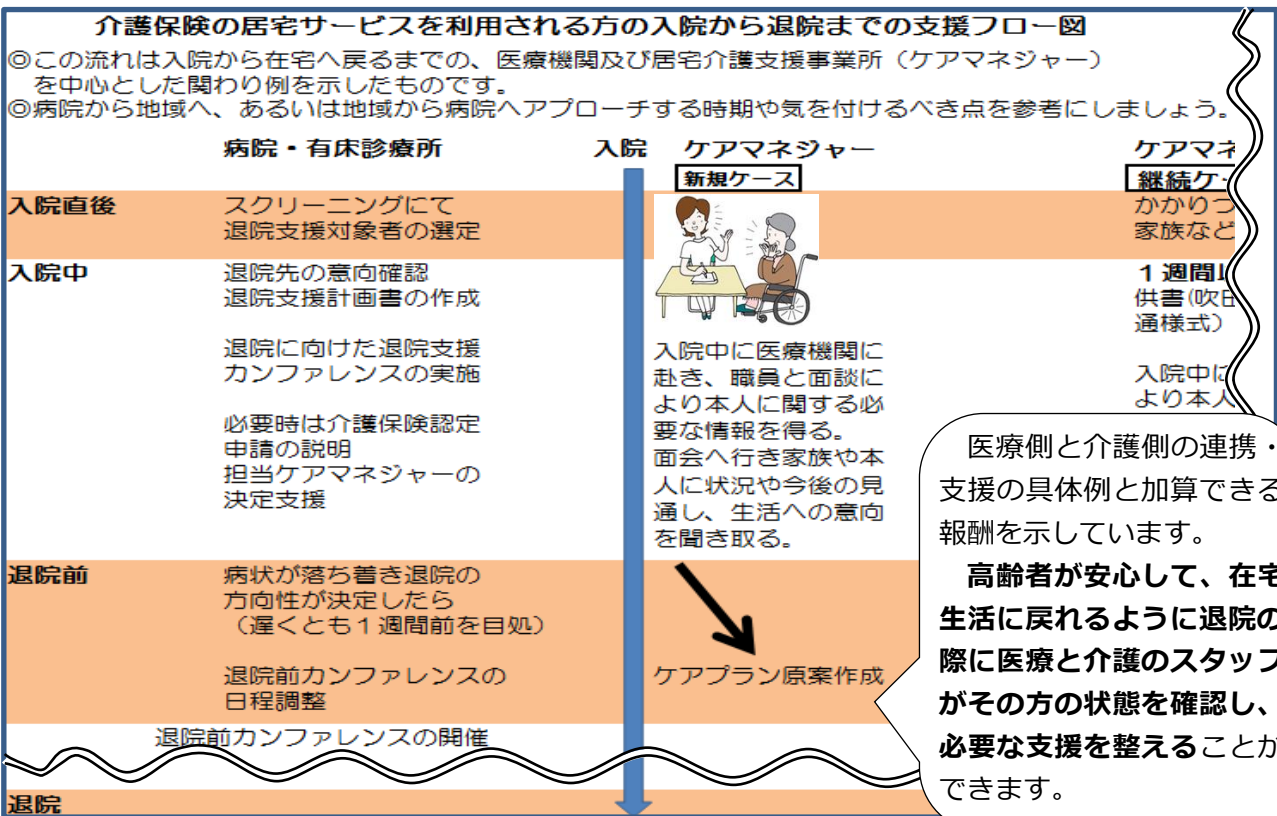 介護保険の居宅サービスを利用される方の入院から退院までの支援フロー図
◎この流れは入院から在宅へ戻るまでの、医療機関及び居宅介護支援事業所（ケアマネジャー）
を中心とした関わり例を示したものです。
◎病院から地域へ、あるいは地域から病院へアプローチする時期や気を付けるべき点を参考にしましょう。
病院・有床診療所
入院
ケアマネジャー
ケアマネ
新規ケース
継続ケー
入院直後
スクリーニングにて
退院支援対象者の選定
かかりつ
家族など
入院中
退院先の意向確認
退院支援計画書の作成
退院に向けた退院支援
カンファレンスの実施
必要時は介護保険認定
申請の説明
担当ケアマネジャーの
決定支援
入院中に医療機関に
赴き、職員と面談に
より本人に関する必
要な情報を得る。
面会へ行き家族や本
人に状況や今後の見
通し、生活への意向
を聞き取る。
１週間
供書(吹田
通様式）
入院中に
より本人
退院前
病状が落ち着き退院の
方向性が決定したら
（遅くとも１週間前を目処）
退院前カンファレンスの
日程調整
ケアプラン原案作成
退院前カンファレンスの開催
退院
医療側と介護側の連携・
支援の具体例と加算できる
報酬を示しています。
高齢者が安心して、在宅
生活に戻れるように退院の
際に医療と介護のスタッフ
がその方の状態を確認し、
必要な支援を整えることが
できます。